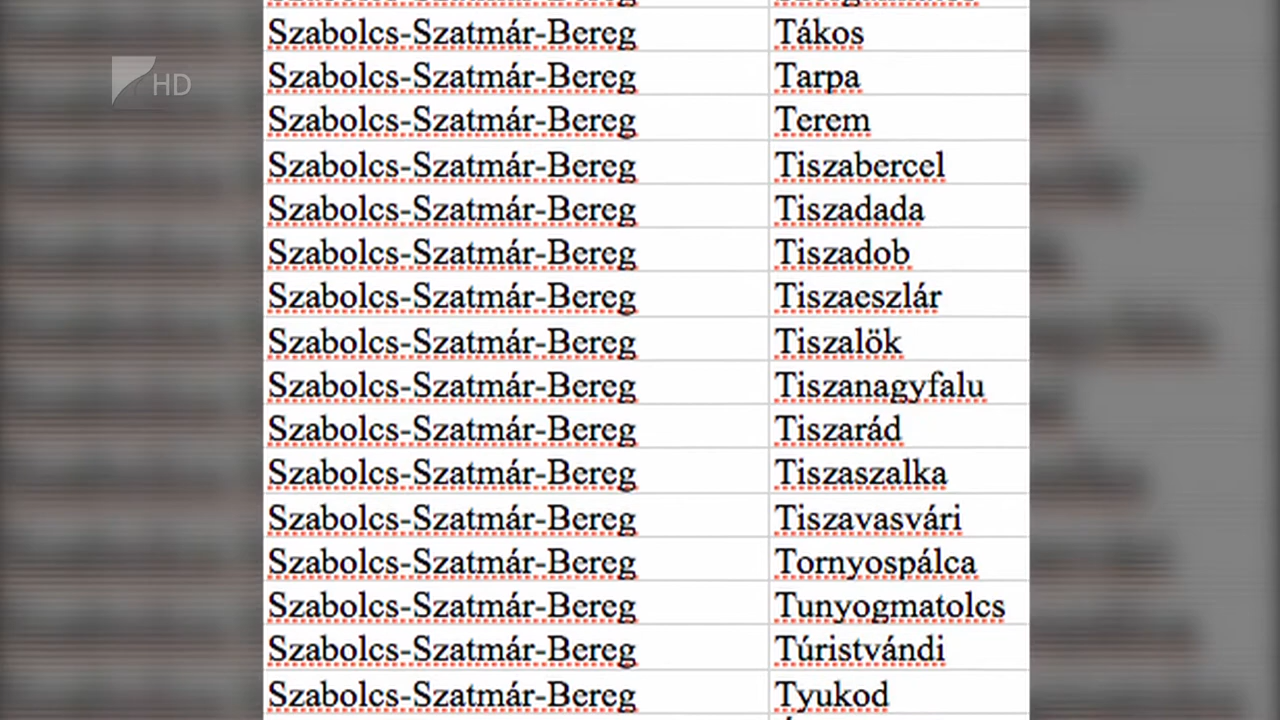 HD
Szabolcs-Szatmár-Bereg Tákos
Szabolcs-Szatmár-Bereg Tarpa
Szabolcs-Szatmár-Bereg Terem
Szabolcs-Szatmár-Bereg Tiszabercel
Szabolcs-Szatmár-Bereg Tiszadada
Szabolcs-Szatmár-Bereg Tiszadob
Szabolcs-Szatmár-Bereg Tiszaeszlár
Szabolcs-Szatmár-Bereg Tiszalök
Szabolcs-Szatmár-Bereg Tiszanagyfalu
Szabolcs-Szatmár-Bereg Tiszarád
Szabolcs-Szatmár-Bereg Tiszaszalka
Szabolcs-Szatmár-Bereg Tiszavasvári
Szabolcs-Szatmár-Bereg Tornyospálca
Szabolcs-Szatmár-Bereg Tunyogmatolcs
Szabolcs-Szatmár-Bereg Túristvándi
Szabolcs-Szatmár-Bereg Tyukod